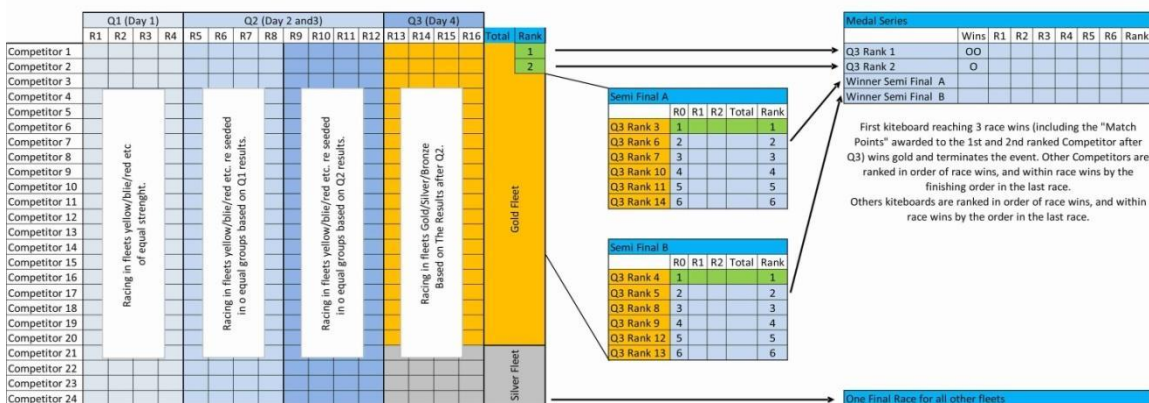 Q1 (Day 1) Q2 (Day 2 and3) Q3 (Day 4)
R1 R2 R3 R4 R5 R6 R7 R8 R9 R10 R11 R12 R13 R14 R15 R16 Total Rank
Competitor 1 1
Competitor 2 2
Competitor 3
Competitor 4
Competitor 5
Competitor 6
Competitor 7
Competitor 8
Competitor 9
Competitor 10
Competitor 11
Competitor 12
Competitor 13
Competitor 14
Competitor 15
Competitor 16
Competitor 17
Competitor 18
Competitor 19
Competitor 20
Competitor 21
Competitor 22
Competitor 23
Competitor 24
Racing in fleets yellow/blie/red etc
of equal strenght.
Racing in fleets yellow/blie/red etc. re seeded
in o equal groups based on Q1 results.
Racing in fleets yellow/blie/red etc. re seeded
in o equal groups based on Q2 results.
Racing in fleets Gold/Silver/Bronze
Based on The Results after Q2.
Gold Fleet
Silver Fleet
Semi Final A
R0 R1 R2 Total Rank
Q3 Rank 3 1 1
Q3 Rank 6 2 2
Q3 Rank 7 3 3
Q3 Rank 10 4 4
Q3 Rank 11 5 5
Q3 Rank 14 6 6
Semi Final B
R0 R1 R2 Total Rank
Q3 Rank 4 1 1
Q3 Rank 5 2 2
Q3 Rank 8 3 3
Q3 Rank 9 4 4
Q3 Rank 12 5 5
Q3 Rank 13 6 6
Medal Series
Wins R1 R2 R3 R4 R5 R6 Rank
Q3 Rank 1 OO
Q3 Rank 2 O
Winner Semi Final A
Winner Semi Final B
First kiteboard reaching 3 race wins (including the "Match
Points" awarded to the 1st and 2nd ranked Competitor after
Q3) wins gold and terminates the event. Other Competitors are
ranked in order of race wins, and within race wins by the
finishing order in the last race.
Others kiteboards are ranked in order of race wins, and within
race wins by the order in the last race.
One Final Race for all other fleets